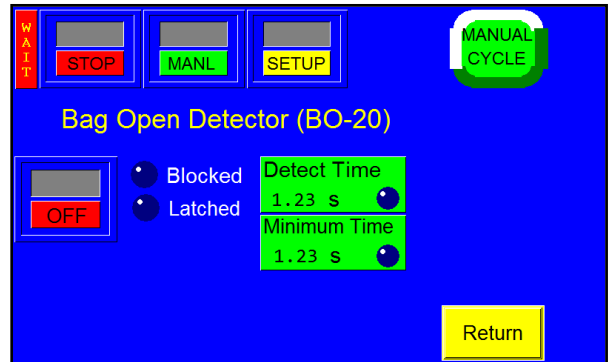 WAIT
STOP
MANL
SETUP
MANUAL
CYCLE
Bag Open Detector (BO-20)
OFF
Blocked
Latched
Detect Time
1.23 s
Minimum Time
1.23 s
Return